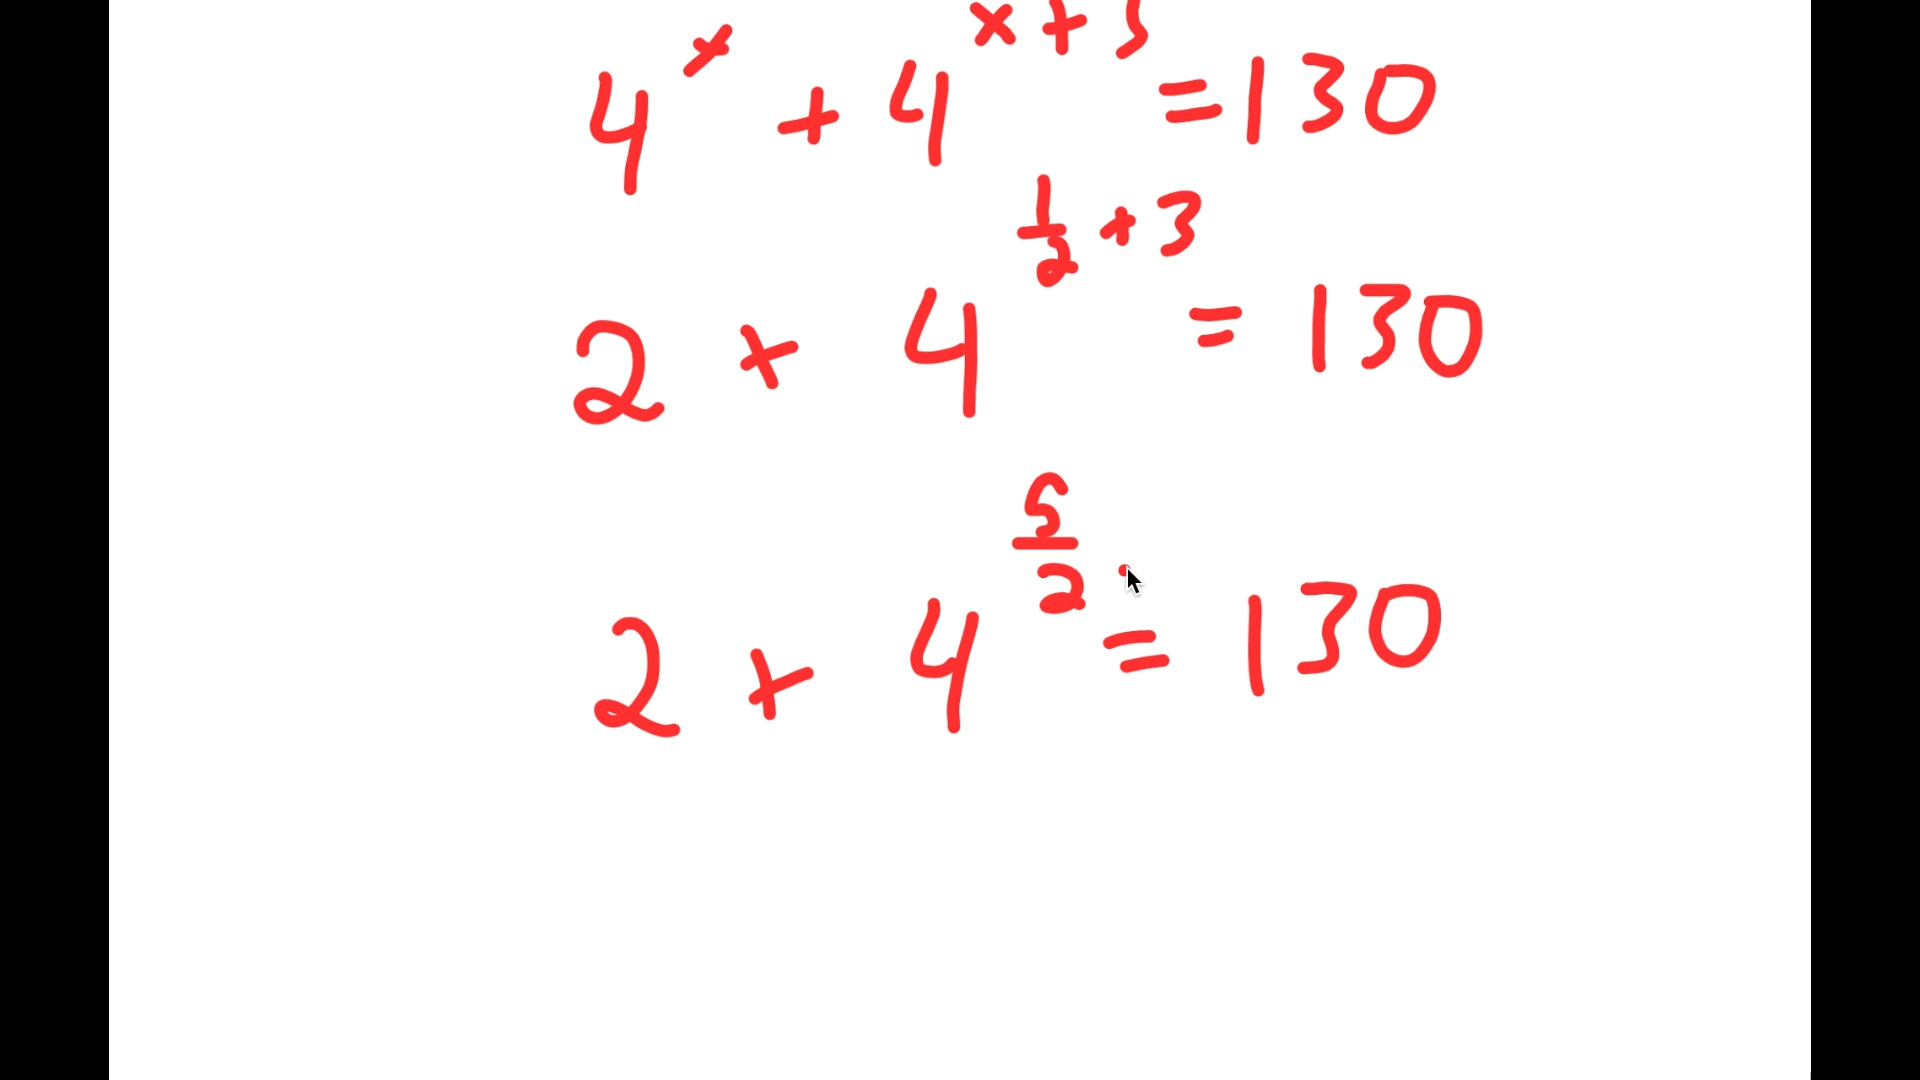 4^x + 4^(x+3) = 130
2 + 4^(1/2 + 3) = 130
2 + 4^(5/2) = 130